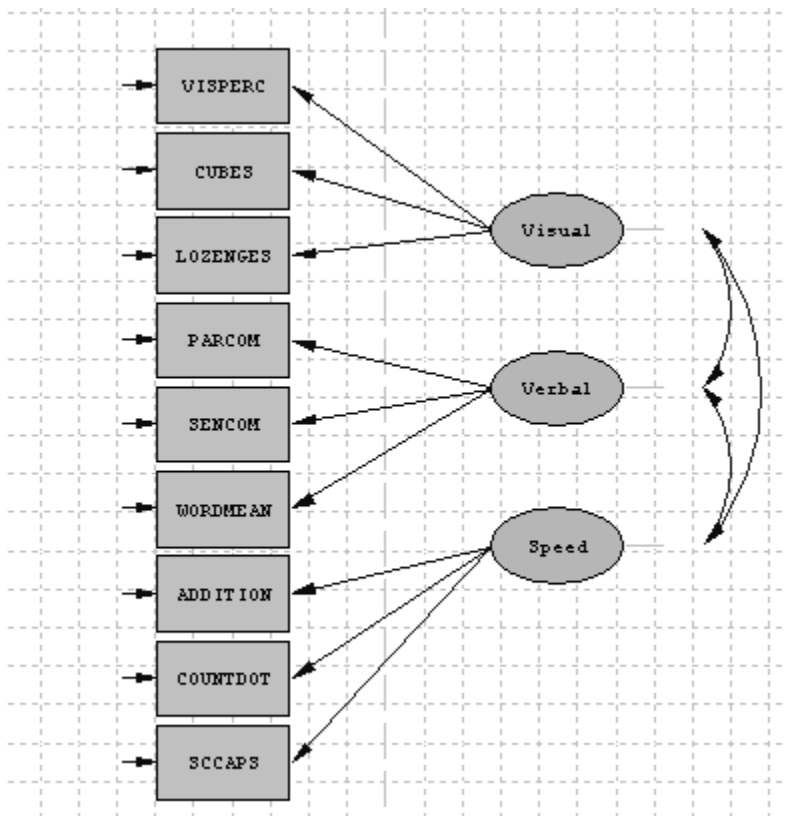 VISPERC
CUBES
Visual
LOZENGES
PARCOM
Verbal
SENCOM
WORDMEAN
Speed
ADDITION
COUNTDOT
SCCAPS